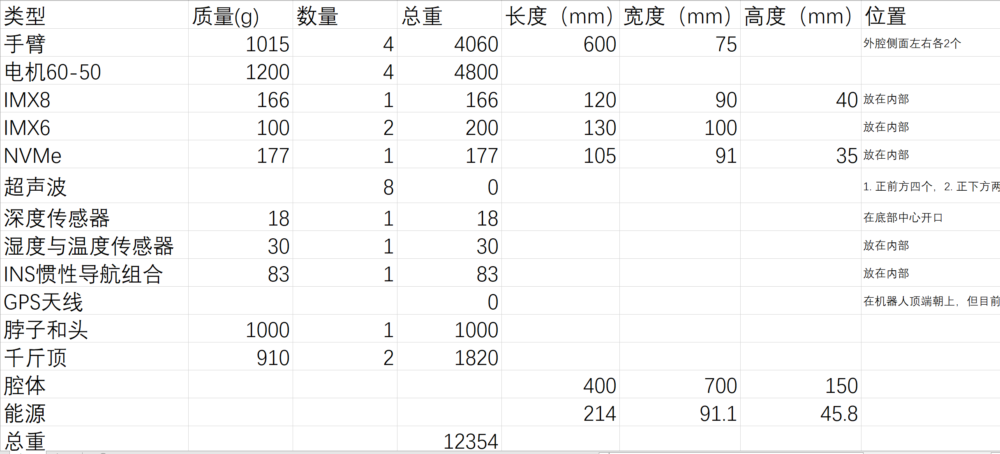 类型 质量(g) 数量 总重 长度（mm） 宽度（mm） 高度（mm） 位置
手臂 1015 4 4060 600 75 外腔侧面左右各2个
电机60-50 1200 4 4800
IMX8 166 1 166 120 90 40 放在内部
IMX6 100 2 200 130 100 放在内部
NVMe 177 1 177 105 91 35 放在内部
超声波 8 0 1. 正前方四个，2. 正下方两
深度传感器 18 1 18 在底部中心开口
湿度与温度传感器 30 1 30 放在内部
INS惯性导航组合 83 1 83 放在内部
GPS天线 0 在机器人顶端朝上，但目前
脖子和头 1000 1 1000
千斤顶 910 2 1820
腔体 400 700 150
能源 214 91.1 45.8
总重 12354